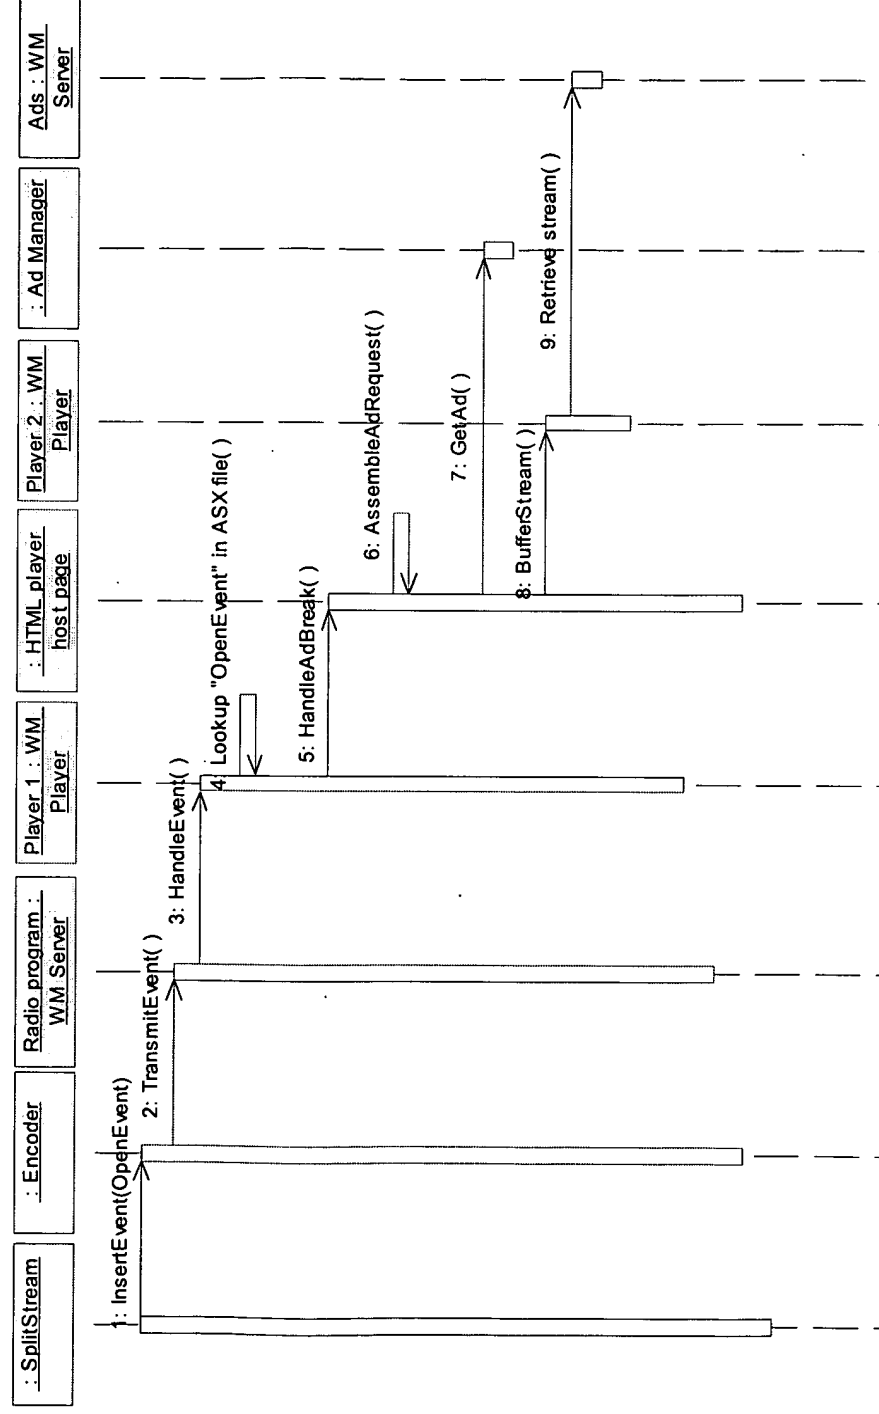 : SplitStream
: Encoder
Radio program :
WM Server
Player 1 : WM
Player
: HTML player
host page
Player 2 : WM
Player
: Ad Manager
Ads : WM
Server
1: InsertEvent(OpenEvent)
2: TransmitEvent( )
3: HandleEvent( )
4: Lookup "OpenEvent" in ASX file( )
5: HandleAdBreak( )
6: AssembleAdRequest( )
7: GetAd( )
8: BufferStream( )
9: Retrieve stream( )